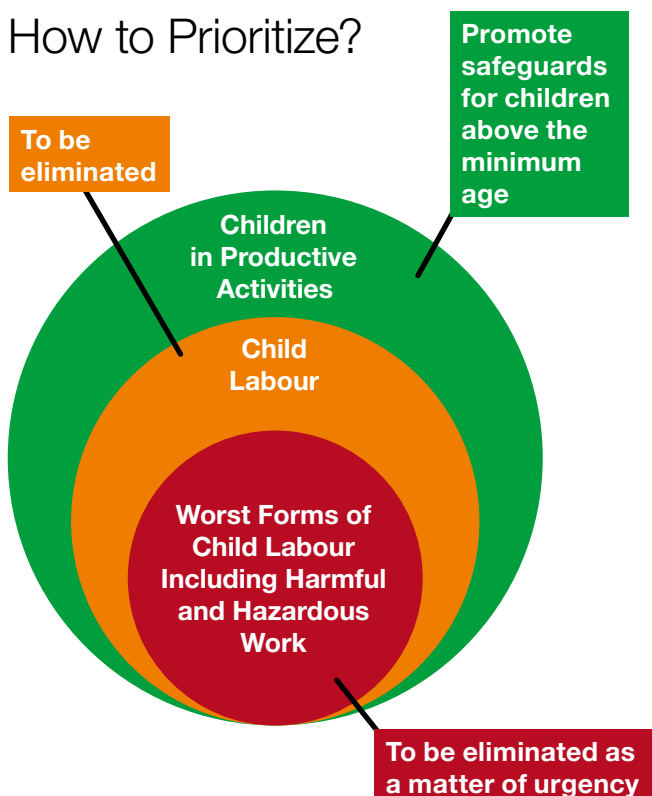 How to Prioritize?
Promote
safeguards
for children
above the
minimum
age
To be
eliminated
Children
in Productive
Activities
Child
Labour
Worst Forms of
Child Labour
Including Harmful
and Hazardous
Work
To be eliminated as
a matter of urgency